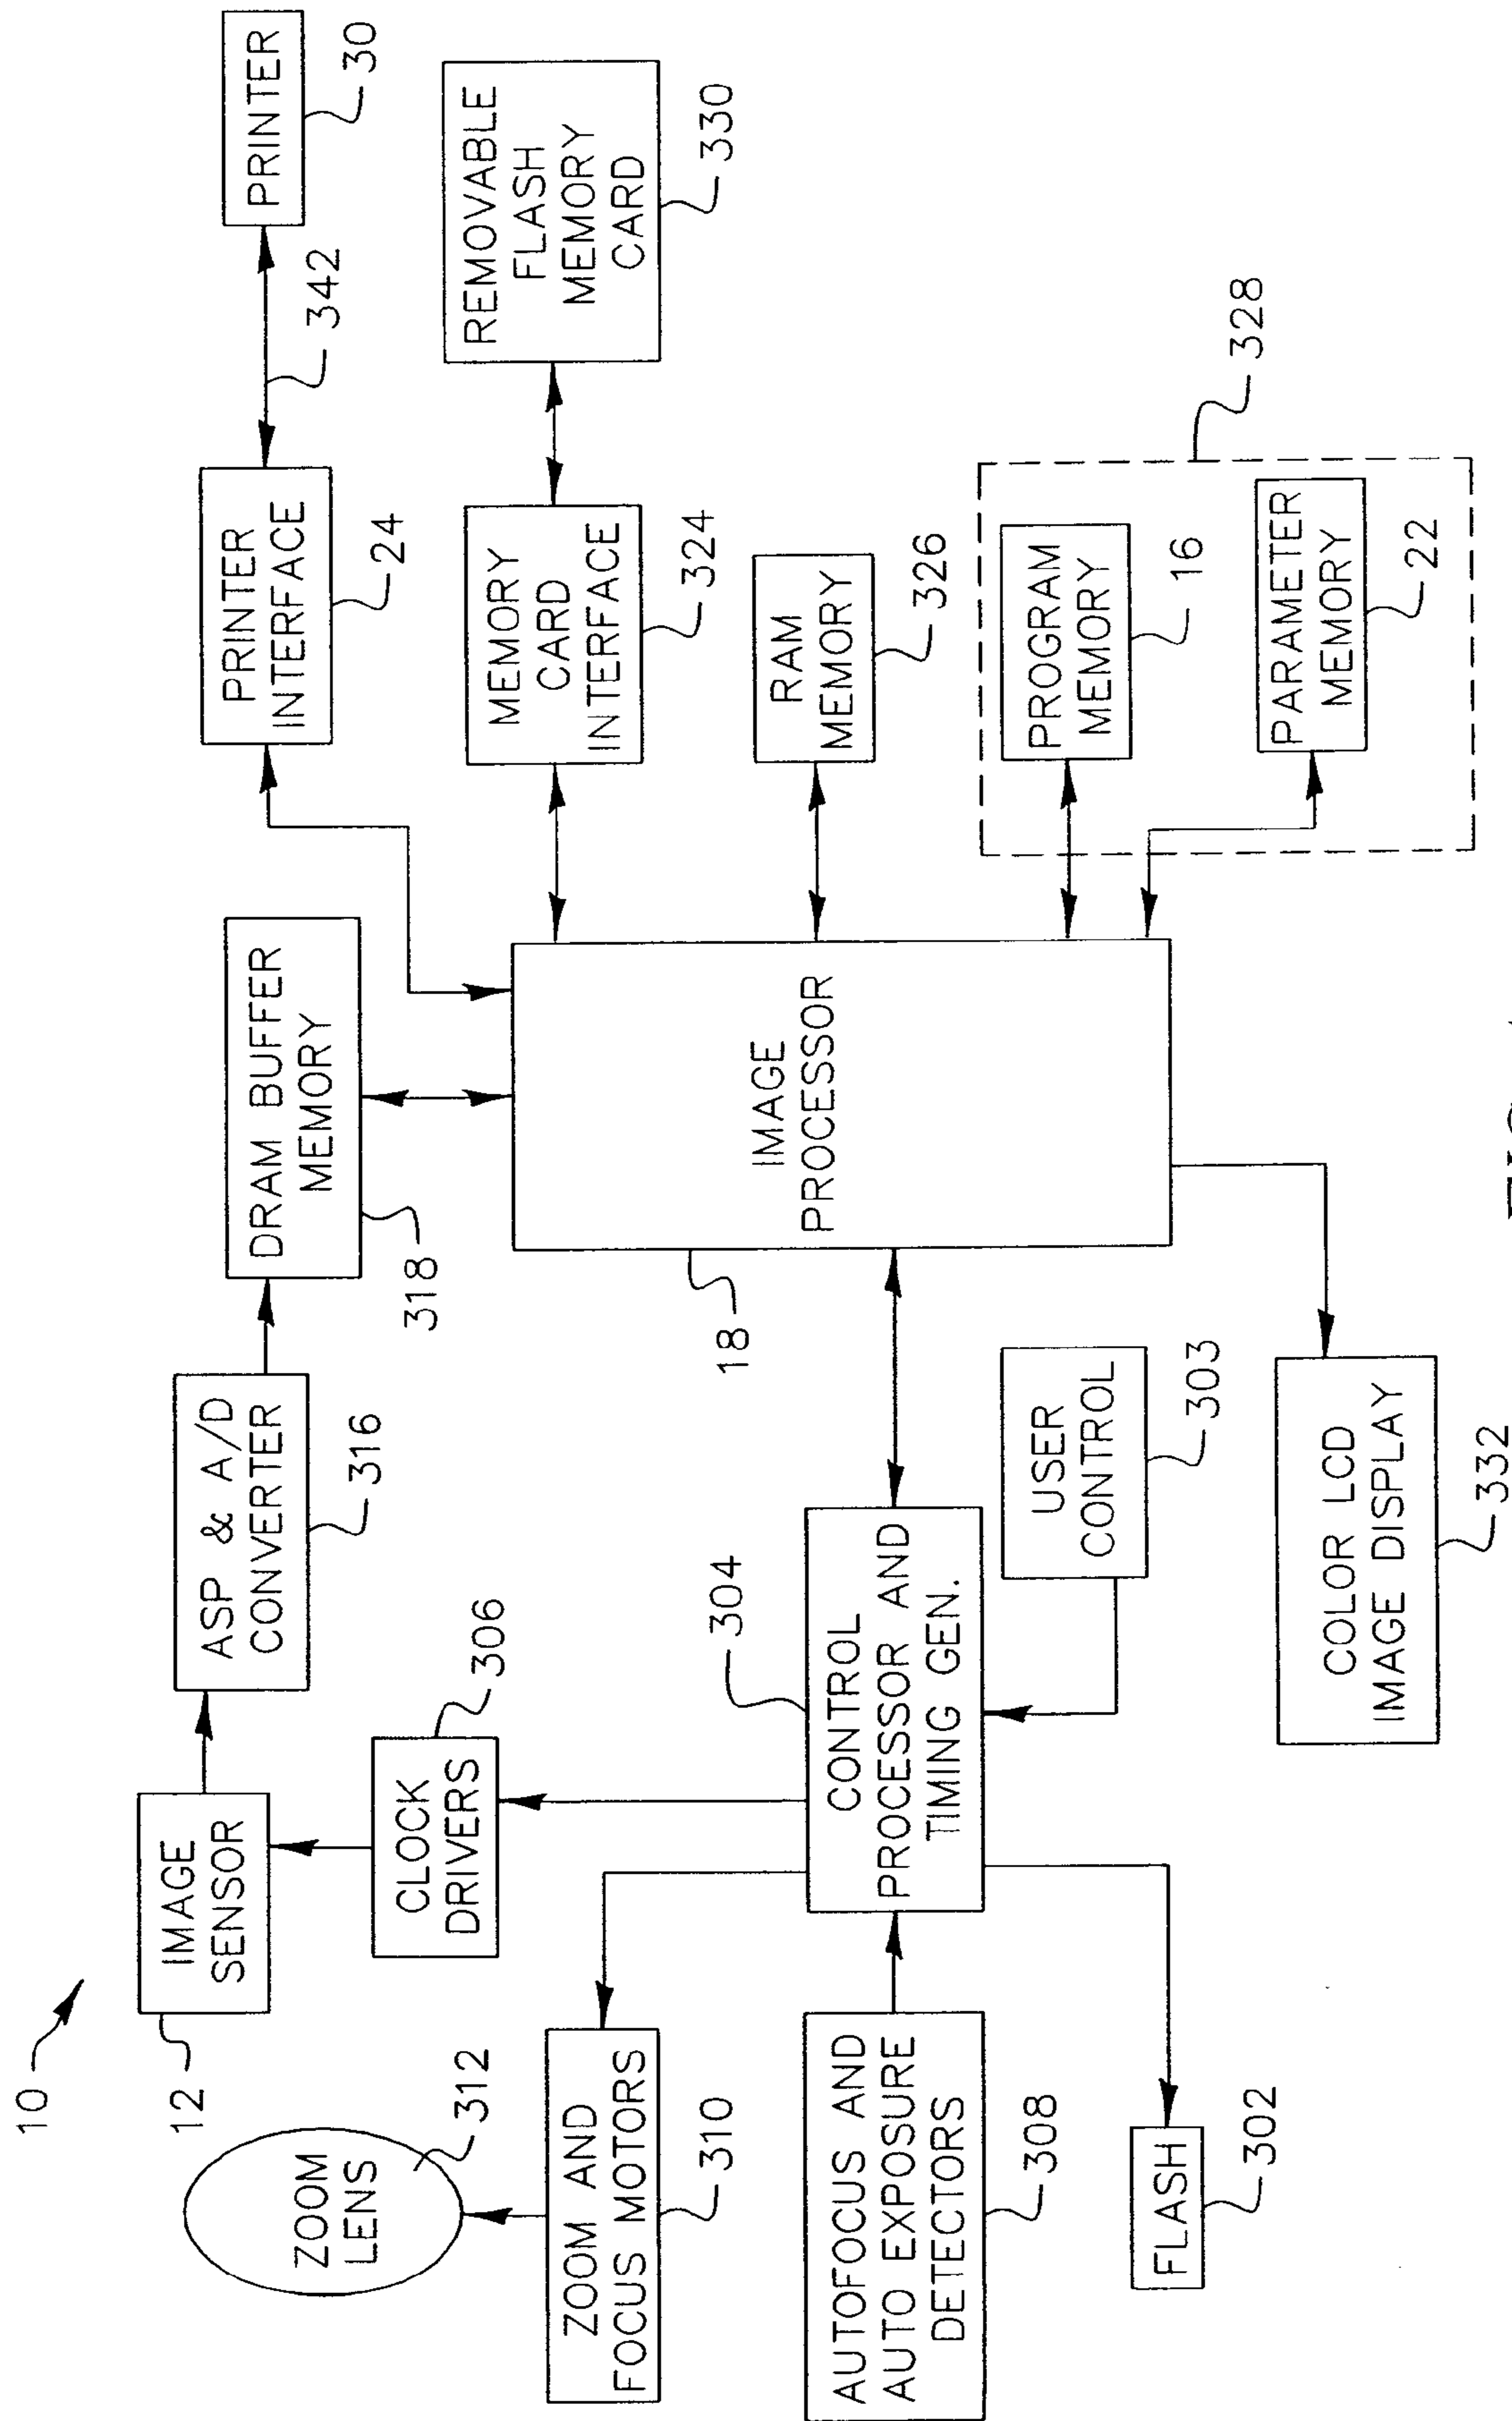 10
12
IMAGE
SENSOR
ASP & A/D
CONVERTER
316
DRAM BUFFER
MEMORY
318
PRINTER
INTERFACE
24
342
PRINTER
30
ZOOM
LENS
312
CLOCK
DRIVERS
306
MEMORY
CARD
INTERFACE
324
REMOVABLE
FLASH
MEMORY
CARD
330
ZOOM AND
FOCUS MOTORS
310
18
IMAGE
PROCESSOR
RAM
MEMORY
326
304
CONTROL
PROCESSOR AND
TIMING GEN.
AUTOFOCUS AND
AUTO EXPOSURE
DETECTORS
308
USER
CONTROL
303
PROGRAM
MEMORY
16
328
FLASH
302
COLOR LCD
IMAGE DISPLAY
332
PARAMETER
MEMORY
22